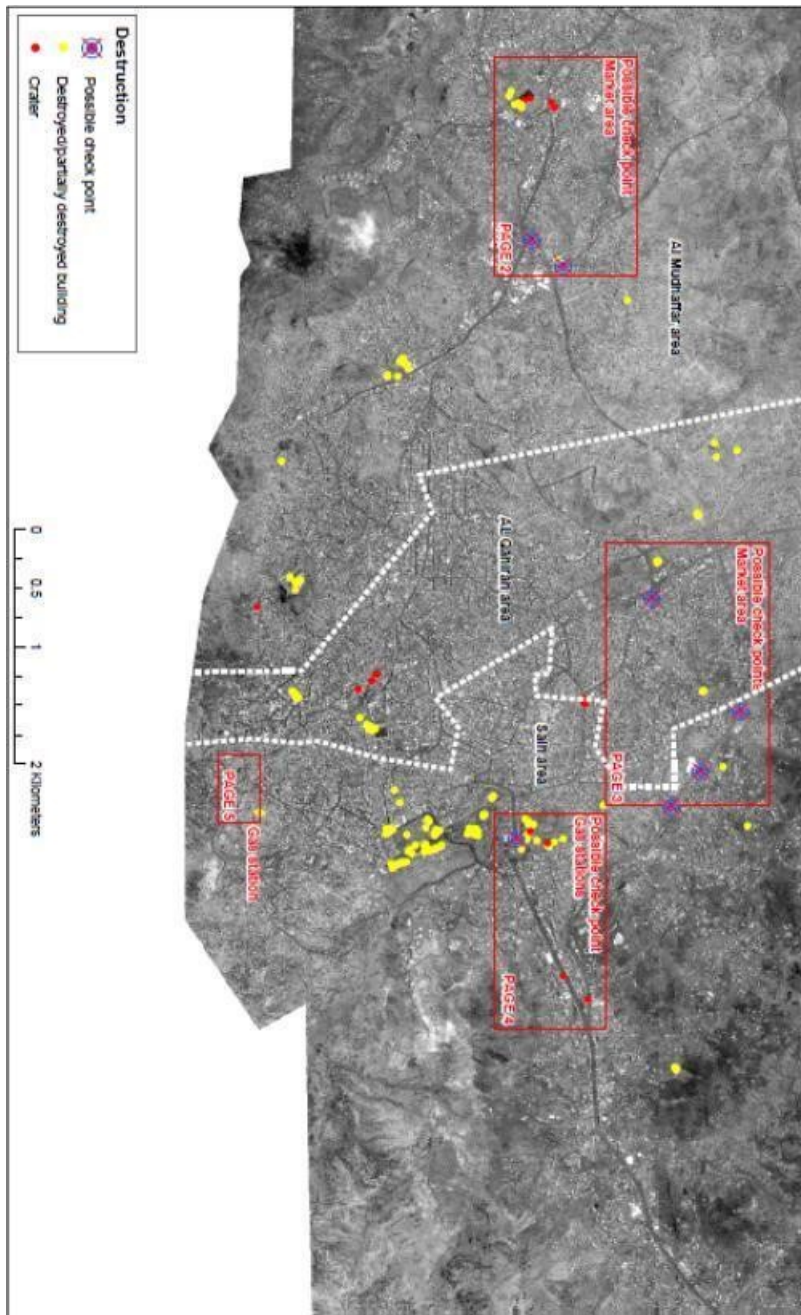 Possible check point
Market area
PAGE 2
Al Mudhaffar area
Possible check points
Market area
PAGE 3
Al Qahirah area
Salh area
Possible check point
Gas stations
PAGE 4
Gas station
PAGE 5
Destruction
Possible check point
Destroyed/partially destroyed building
Crater
0 0.5 1 2 Kilometers